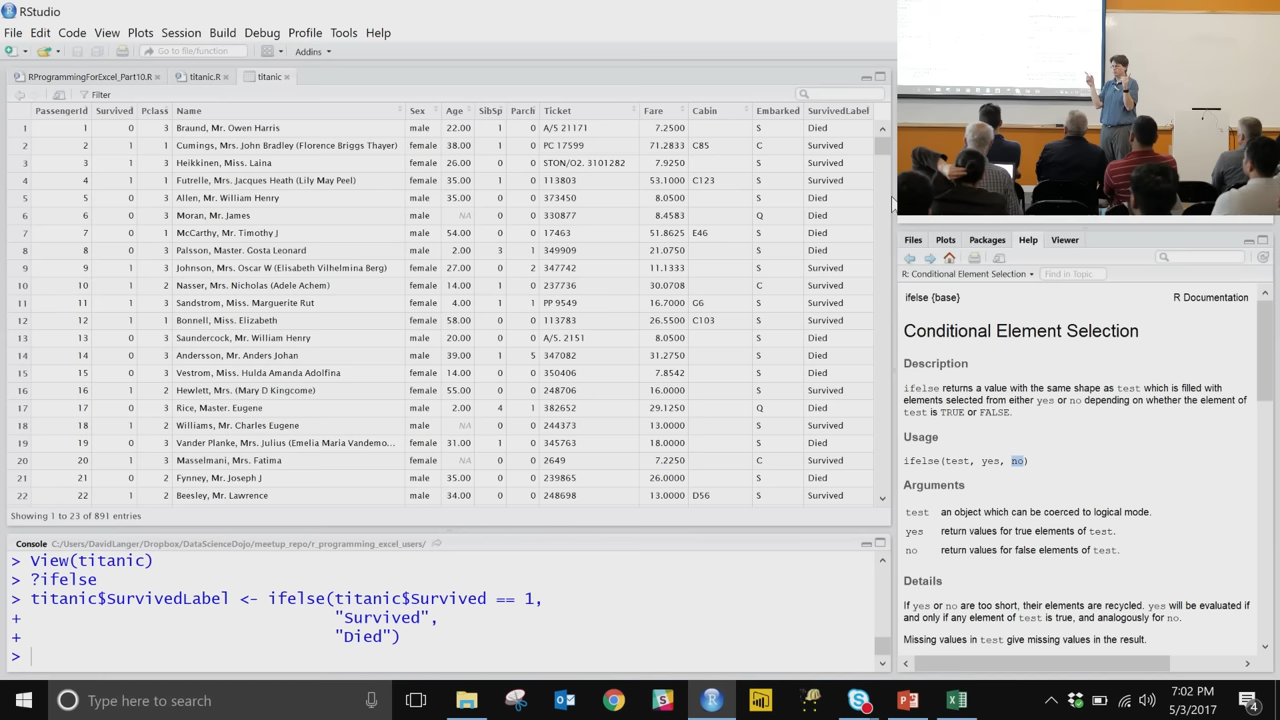 RStudio
File Edit Code View Plots Session Build Debug Profile Tools Help
Go to file/function Addins
RProgrammingForExcel_Part10.R titanic.R titanic
Filter
PassengerId Survived Pclass Name Sex Age SibSp Parch Ticket Fare Cabin Embarked SurvivedLabel
1 1 0 3 Braund, Mr. Owen Harris male 22.00 1 0 A/5 21171 7.2500 S Died
2 2 1 1 Cumings, Mrs. John Bradley (Florence Briggs Thayer) female 38.00 1 0 PC 17599 71.2833 C85 C Survived
3 3 1 3 Heikkinen, Miss. Laina female 26.00 0 0 STON/O2. 3101282 7.9250 S Survived
4 4 1 1 Futrelle, Mrs. Jacques Heath (Lily May Peel) female 35.00 1 0 113803 53.1000 C123 S Survived
5 5 0 3 Allen, Mr. William Henry male 35.00 0 0 373450 8.0500 S Died
6 6 0 3 Moran, Mr. James male NA 0 0 330877 8.4583 Q Died
7 7 0 1 McCarthy, Mr. Timothy J male 54.00 0 0 17463 51.8625 E46 S Died
8 8 0 3 Palsson, Master. Gosta Leonard male 2.00 3 1 349909 21.0750 S Died
9 9 1 3 Johnson, Mrs. Oscar W (Elisabeth Vilhelmina Berg) female 27.00 0 2 347742 11.1333 S Survived
10 10 1 2 Nasser, Mrs. Nicholas (Adele Achem) female 14.00 1 0 237736 30.0708 C Survived
11 11 1 3 Sandstrom, Miss. Marguerite Rut female 4.00 1 1 PP 9549 16.7000 G6 S Survived
12 12 1 1 Bonnell, Miss. Elizabeth female 58.00 0 0 113783 26.5500 C103 S Survived
13 13 0 3 Saundercock, Mr. William Henry male 20.00 0 0 A/5. 2151 8.0500 S Died
14 14 0 3 Andersson, Mr. Anders Johan male 39.00 1 5 347082 31.2750 S Died
15 15 0 3 Vestrom, Miss. Hulda Amanda Adolfina female 14.00 0 0 350406 7.8542 S Died
16 16 1 2 Hewlett, Mrs. (Mary D Kingcome) female 55.00 0 0 248706 16.0000 S Survived
17 17 0 3 Rice, Master. Eugene male 2.00 4 1 382652 29.1250 Q Died
18 18 1 2 Williams, Mr. Charles Eugene male NA 0 0 244373 13.0000 S Survived
19 19 0 3 Vander Planke, Mrs. Julius (Emelia Maria Vandemo... female 31.00 1 0 345763 18.0000 S Died
20 20 1 3 Masselmani, Mrs. Fatima female NA 0 0 2649 7.2250 C Survived
21 21 0 2 Fynney, Mr. Joseph J male 35.00 0 0 239865 26.0000 S Died
22 22 1 2 Beesley, Mr. Lawrence male 34.00 0 0 248698 13.0000 D56 S Survived
Showing 1 to 23 of 891 entries
Console C:/Users/DavidLanger/Dropbox/DataScienceDojo/meetup_repo/r_programming_excel_users/
> View(titanic)
> ?ifelse
> titanic$SurvivedLabel <- ifelse(titanic$Survived == 1,
+ "Survived",
+ "Died")
>
Files Plots Packages Help Viewer
R: Conditional Element Selection Find in Topic
ifelse {base} R Documentation
Conditional Element Selection
Description
ifelse returns a value with the same shape as test which is filled with
elements selected from either yes or no depending on whether the element of
test is TRUE or FALSE.
Usage
ifelse(test, yes, no)
Arguments
test an object which can be coerced to logical mode.
yes return values for true elements of test.
no return values for false elements of test.
Details
If yes or no are too short, their elements are recycled. yes will be evaluated if
and only if any element of test is true, and analogously for no.
Missing values in test give missing values in the result.
Type here to search
7:02 PM
5/3/2017
4